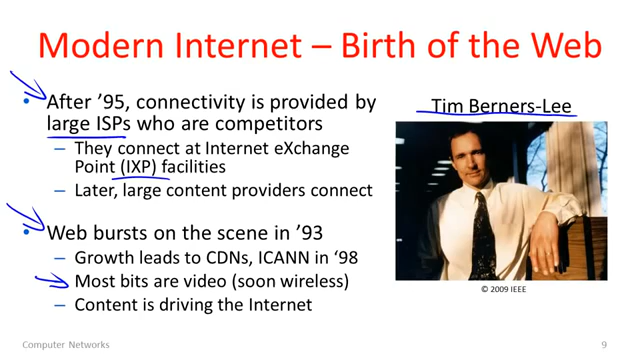 Modern Internet – Birth of the Web
• After ’95, connectivity is provided by
large ISPs who are competitors
– They connect at Internet eXchange
Point (IXP) facilities
– Later, large content providers connect
• Web bursts on the scene in ’93
– Growth leads to CDNs, ICANN in ‘98
– Most bits are video (soon wireless)
– Content is driving the Internet
Tim Berners-Lee
© 2009 IEEE
Computer Networks
9